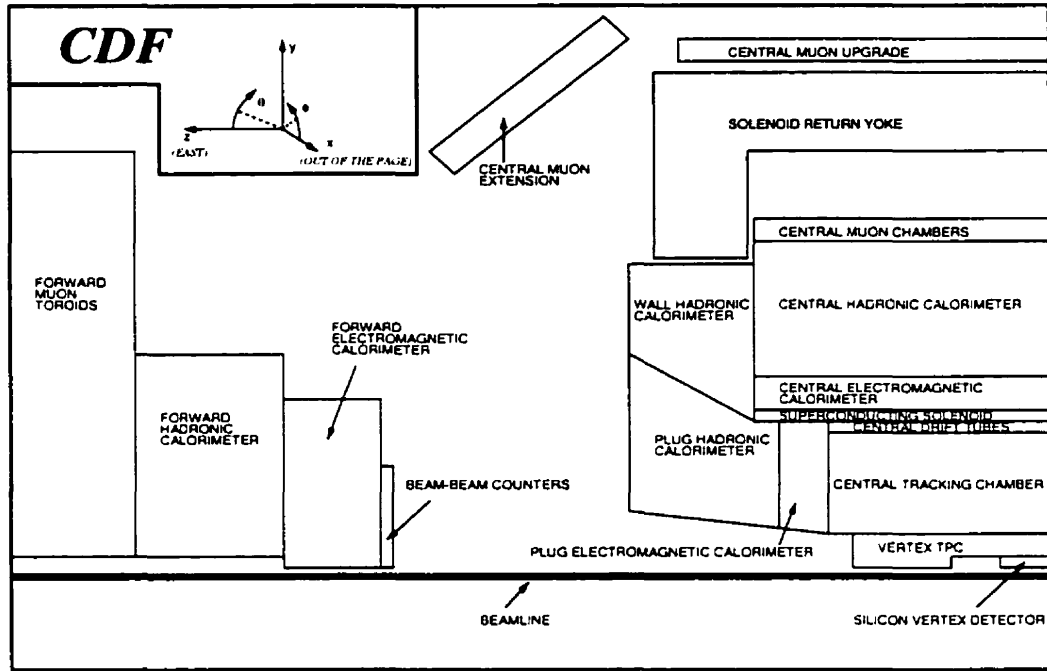 CDF
y
θ
z
(EAST)
x
(OUT OF THE PAGE)
CENTRAL MUON
EXTENSION
CENTRAL MUON UPGRADE
SOLENOID RETURN YOKE
CENTRAL MUON CHAMBERS
FORWARD
MUON
TOROIDS
WALL HADRONIC
CALORIMETER
CENTRAL HADRONIC CALORIMETER
FORWARD
ELECTROMAGNETIC
CALORIMETER
CENTRAL ELECTROMAGNETIC
CALORIMETER
SUPERCONDUCTING SOLENOID
CENTRAL DRIFT TUBES
FORWARD
HADRONIC
CALORIMETER
PLUG HADRONIC
CALORIMETER
BEAM-BEAM COUNTERS
CENTRAL TRACKING CHAMBER
PLUG ELECTROMAGNETIC CALORIMETER
VERTEX TPC
BEAMLINE
SILICON VERTEX DETECTOR